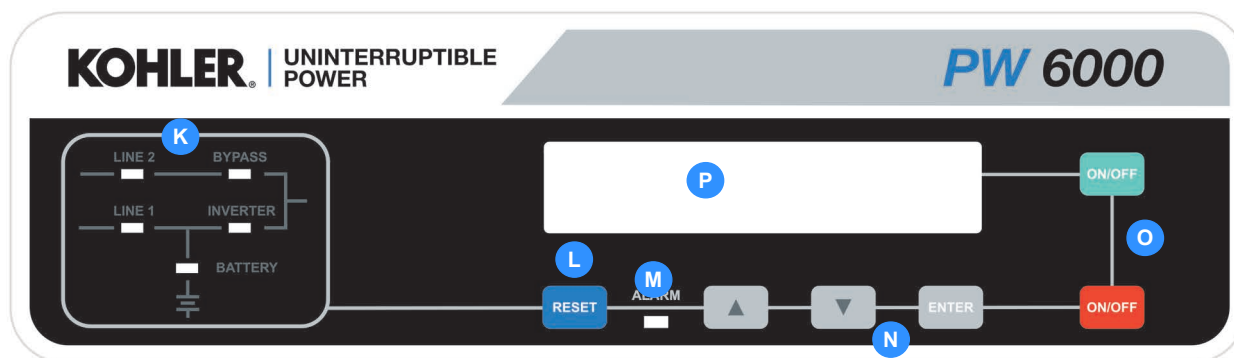 KOHLER. UNINTERRUPTIBLE
POWER
PW 6000
K
LINE 2 BYPASS
LINE 1 INVERTER
BATTERY
P
ON/OFF
O
L
M
RESET
ALARM
▲
▼
ENTER
ON/OFF
N